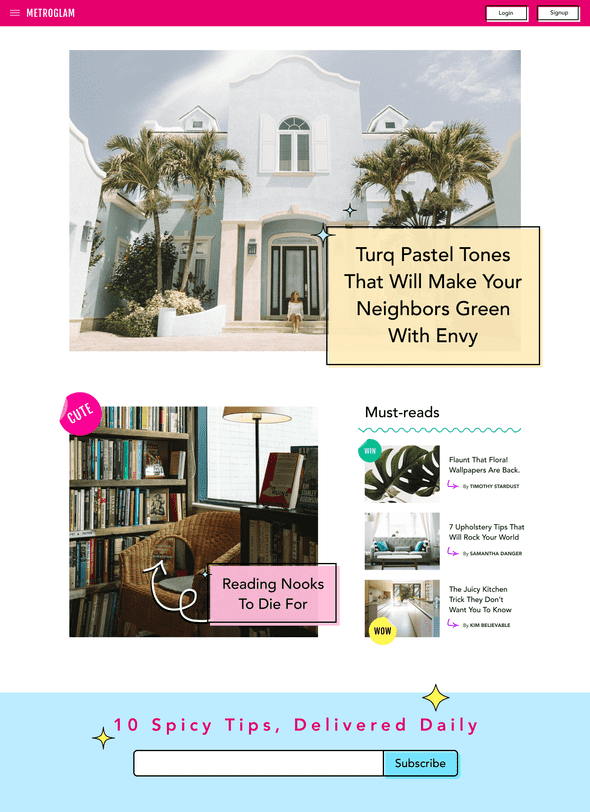 METROGLAM
Login
Signup
Turq Pastel Tones
That Will Make Your
Neighbors Green
With Envy
CUTE
Reading Nooks
To Die For
Must-reads
WIN
Flaunt That Flora!
Wallpapers Are Back.
By TIMOTHY STARDUST
7 Upholstery Tips That
Will Rock Your World
By SAMANTHA DANGER
The Juicy Kitchen
Trick They Don't
Want You To Know
By KIM BELIEVABLE
WOW
10 Spicy Tips, Delivered Daily
Subscribe